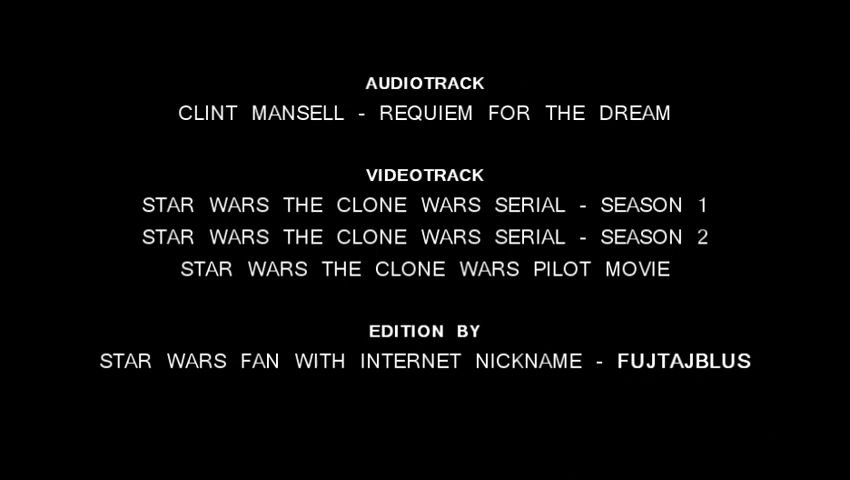 AUDIOTRACK
CLINT MANSELL - REQUIEM FOR THE DREAM
VIDEOTRACK
STAR WARS THE CLONE WARS SERIAL - SEASON 1
STAR WARS THE CLONE WARS SERIAL - SEASON 2
STAR WARS THE CLONE WARS PILOT MOVIE
EDITION BY
STAR WARS FAN WITH INTERNET NICKNAME - FUJTAJBLUS